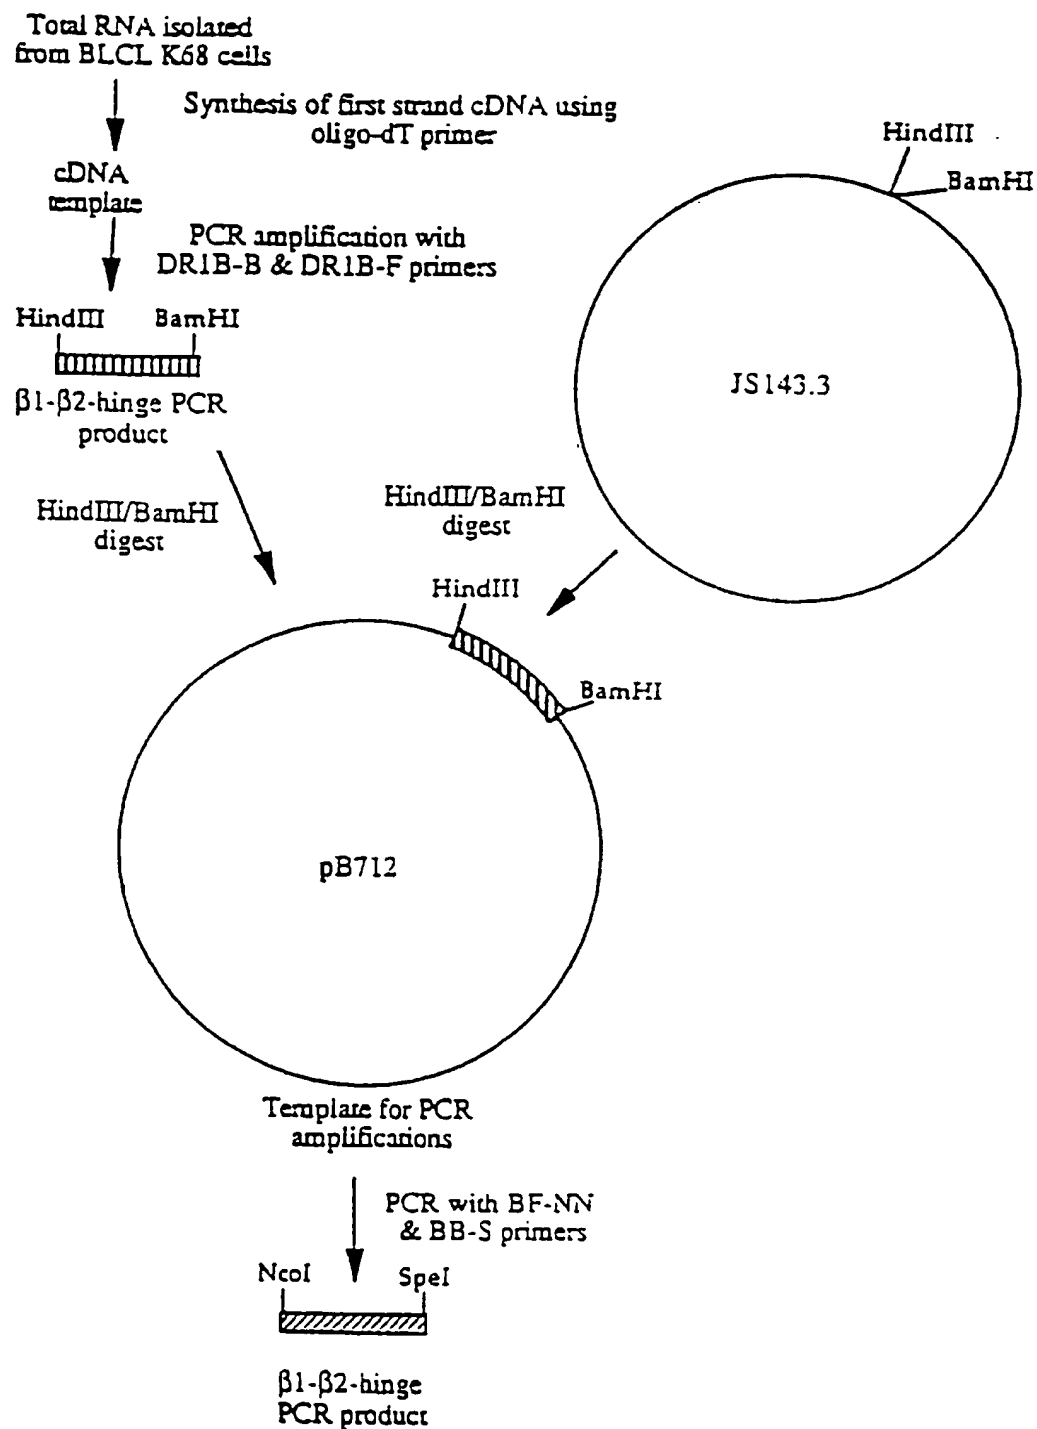 Total RNA isolated
from BLCL K68 cells
Synthesis of first strand cDNA using
oligo-dT primer
cDNA
template
PCR amplification with
DR1B-B & DR1B-F primers
HindIII
BamHI
β1-β2-hinge PCR
product
HindIII
BamHI
JS143.3
HindIII/BamHI
digest
HindIII/BamHI
digest
HindIII
BamHI
pB712
Template for PCR
amplifications
PCR with BF-NN
& BB-S primers
NcoI
SpeI
β1-β2-hinge
PCR product